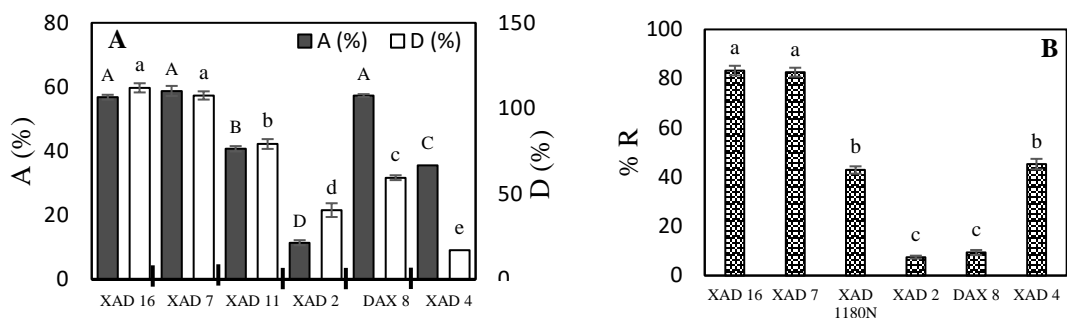 80
60
40
20
0
A (%)
A
A (%) D (%)
A a A a B b D d A c C e
XAD 16 XAD 7 XAD 11 XAD 2 DAX 8 XAD 4
150
100
50
0
D (%)
100
80
60
40
20
0
% R
B
a a b c c b
XAD 16 XAD 7 XAD 1180N XAD 2 DAX 8 XAD 4